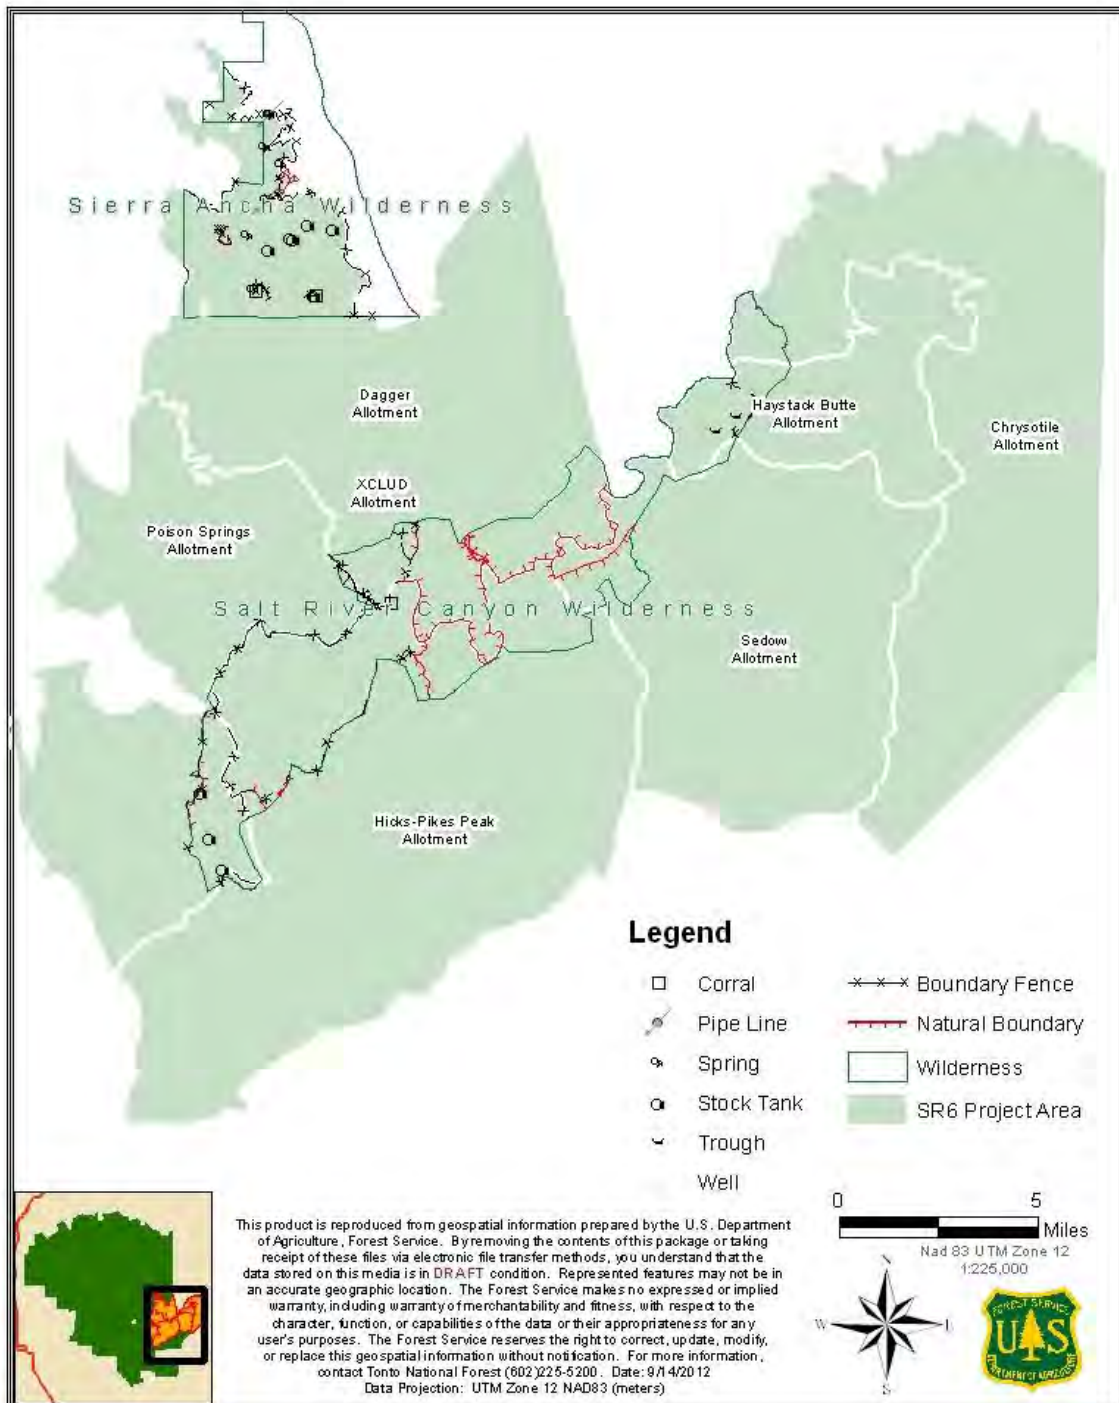 Sierra Ancha Wilderness
Dagger
Allotment
Haystack Butte
Allotment
Chrysotile
Allotment
XCLUD
Allotment
Poison Springs
Allotment
Salt River Canyon Wilderness
Sedow
Allotment
Hicks-Pikes Peak
Allotment
Legend
Corral
Pipe Line
Spring
Stock Tank
Trough
Well
Boundary Fence
Natural Boundary
Wilderness
SR6 Project Area
0 5
Miles
Nad 83 UTM Zone 12
1:225,000
This product is reproduced from geospatial information prepared by the U.S. Department
of Agriculture, Forest Service. By removing the contents of this package or taking
receipt of these files via electronic file transfer methods, you understand that the
data stored on this media is in DRAFT condition. Represented features may not be in
an accurate geographic location. The Forest Service makes no expressed or implied
warranty, including warranty of merchantability and fitness, with respect to the
character, function, or capabilities of the data or their appropriateness for any
user's purposes. The Forest Service reserves the right to correct, update, modify,
or replace this geospatial information without notification. For more information,
contact Tonto National Forest (602)225-5200. Date: 9/14/2012
Data Projection: UTM Zone 12 NAD83 (meters)
N
W E
S
FOREST SERVICE
US
DEPARTMENT OF AGRICULTURE